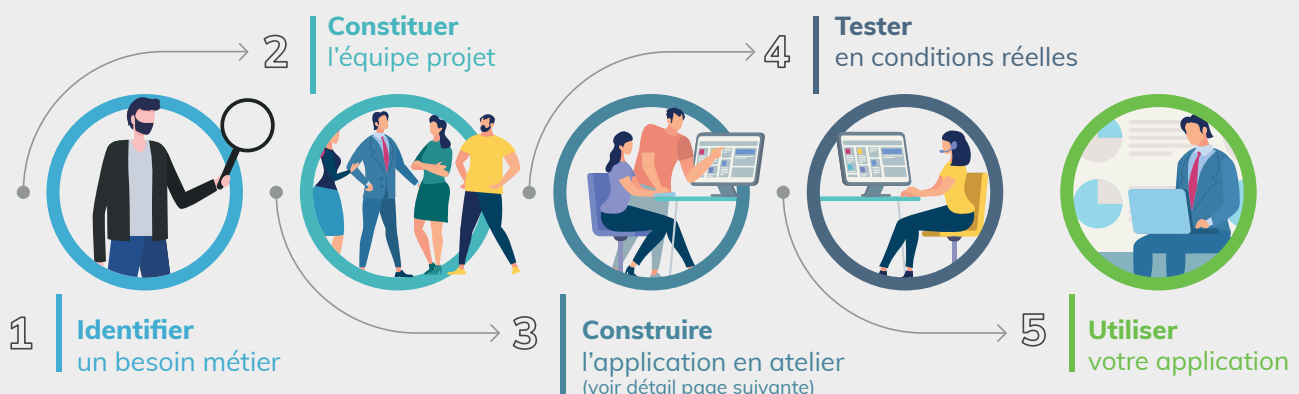 1
Identifier
un besoin métier
2
Constituer
l'équipe projet
3
Construire
l'application en atelier
(voir détail page suivante)
4
Tester
en conditions réelles
5
Utiliser
votre application